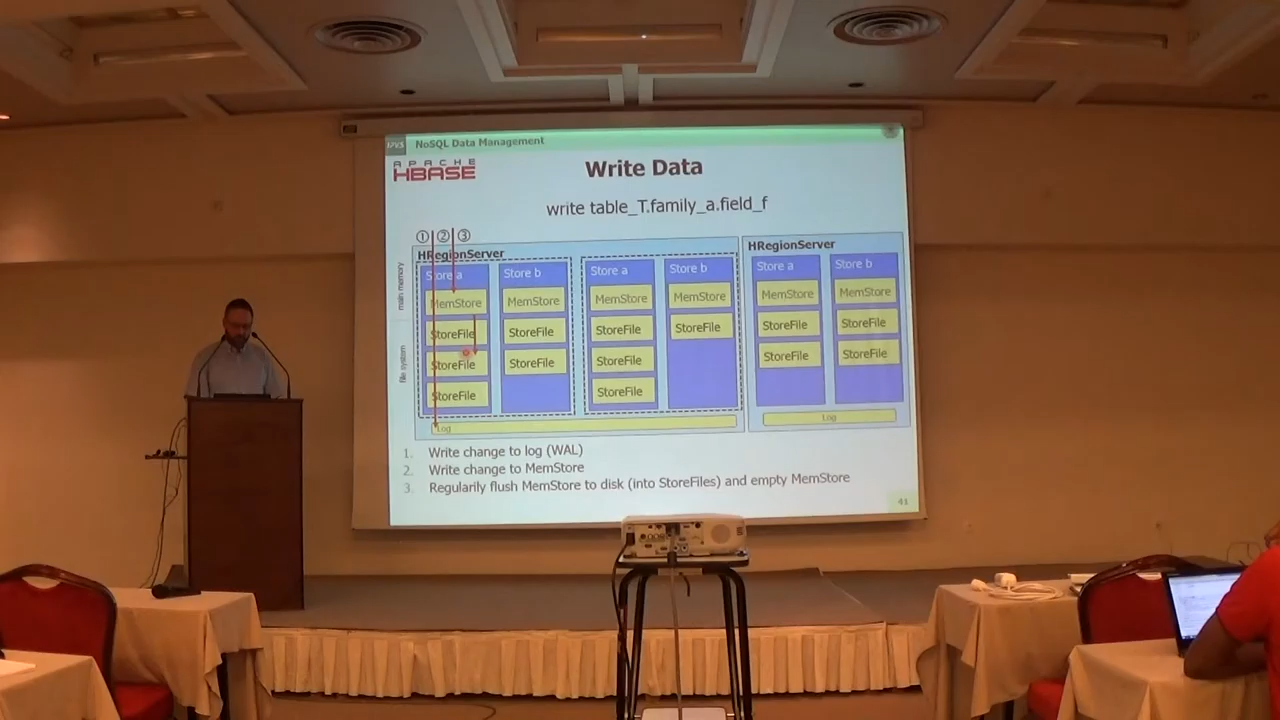 IPVS NoSQL Data Management
APACHE
HBASE
Write Data
write table_T.family_a.field_f
① ② ③
HRegionServer
HRegionServer
main memory
file system
Store a Store b Store a Store b Store a Store b
MemStore MemStore MemStore MemStore MemStore MemStore
StoreFile StoreFile StoreFile StoreFile StoreFile StoreFile
StoreFile StoreFile StoreFile StoreFile StoreFile
StoreFile StoreFile
Log Log
1. Write change to log (WAL)
2. Write change to MemStore
3. Regularily flush MemStore to disk (into StoreFiles) and empty MemStore
41